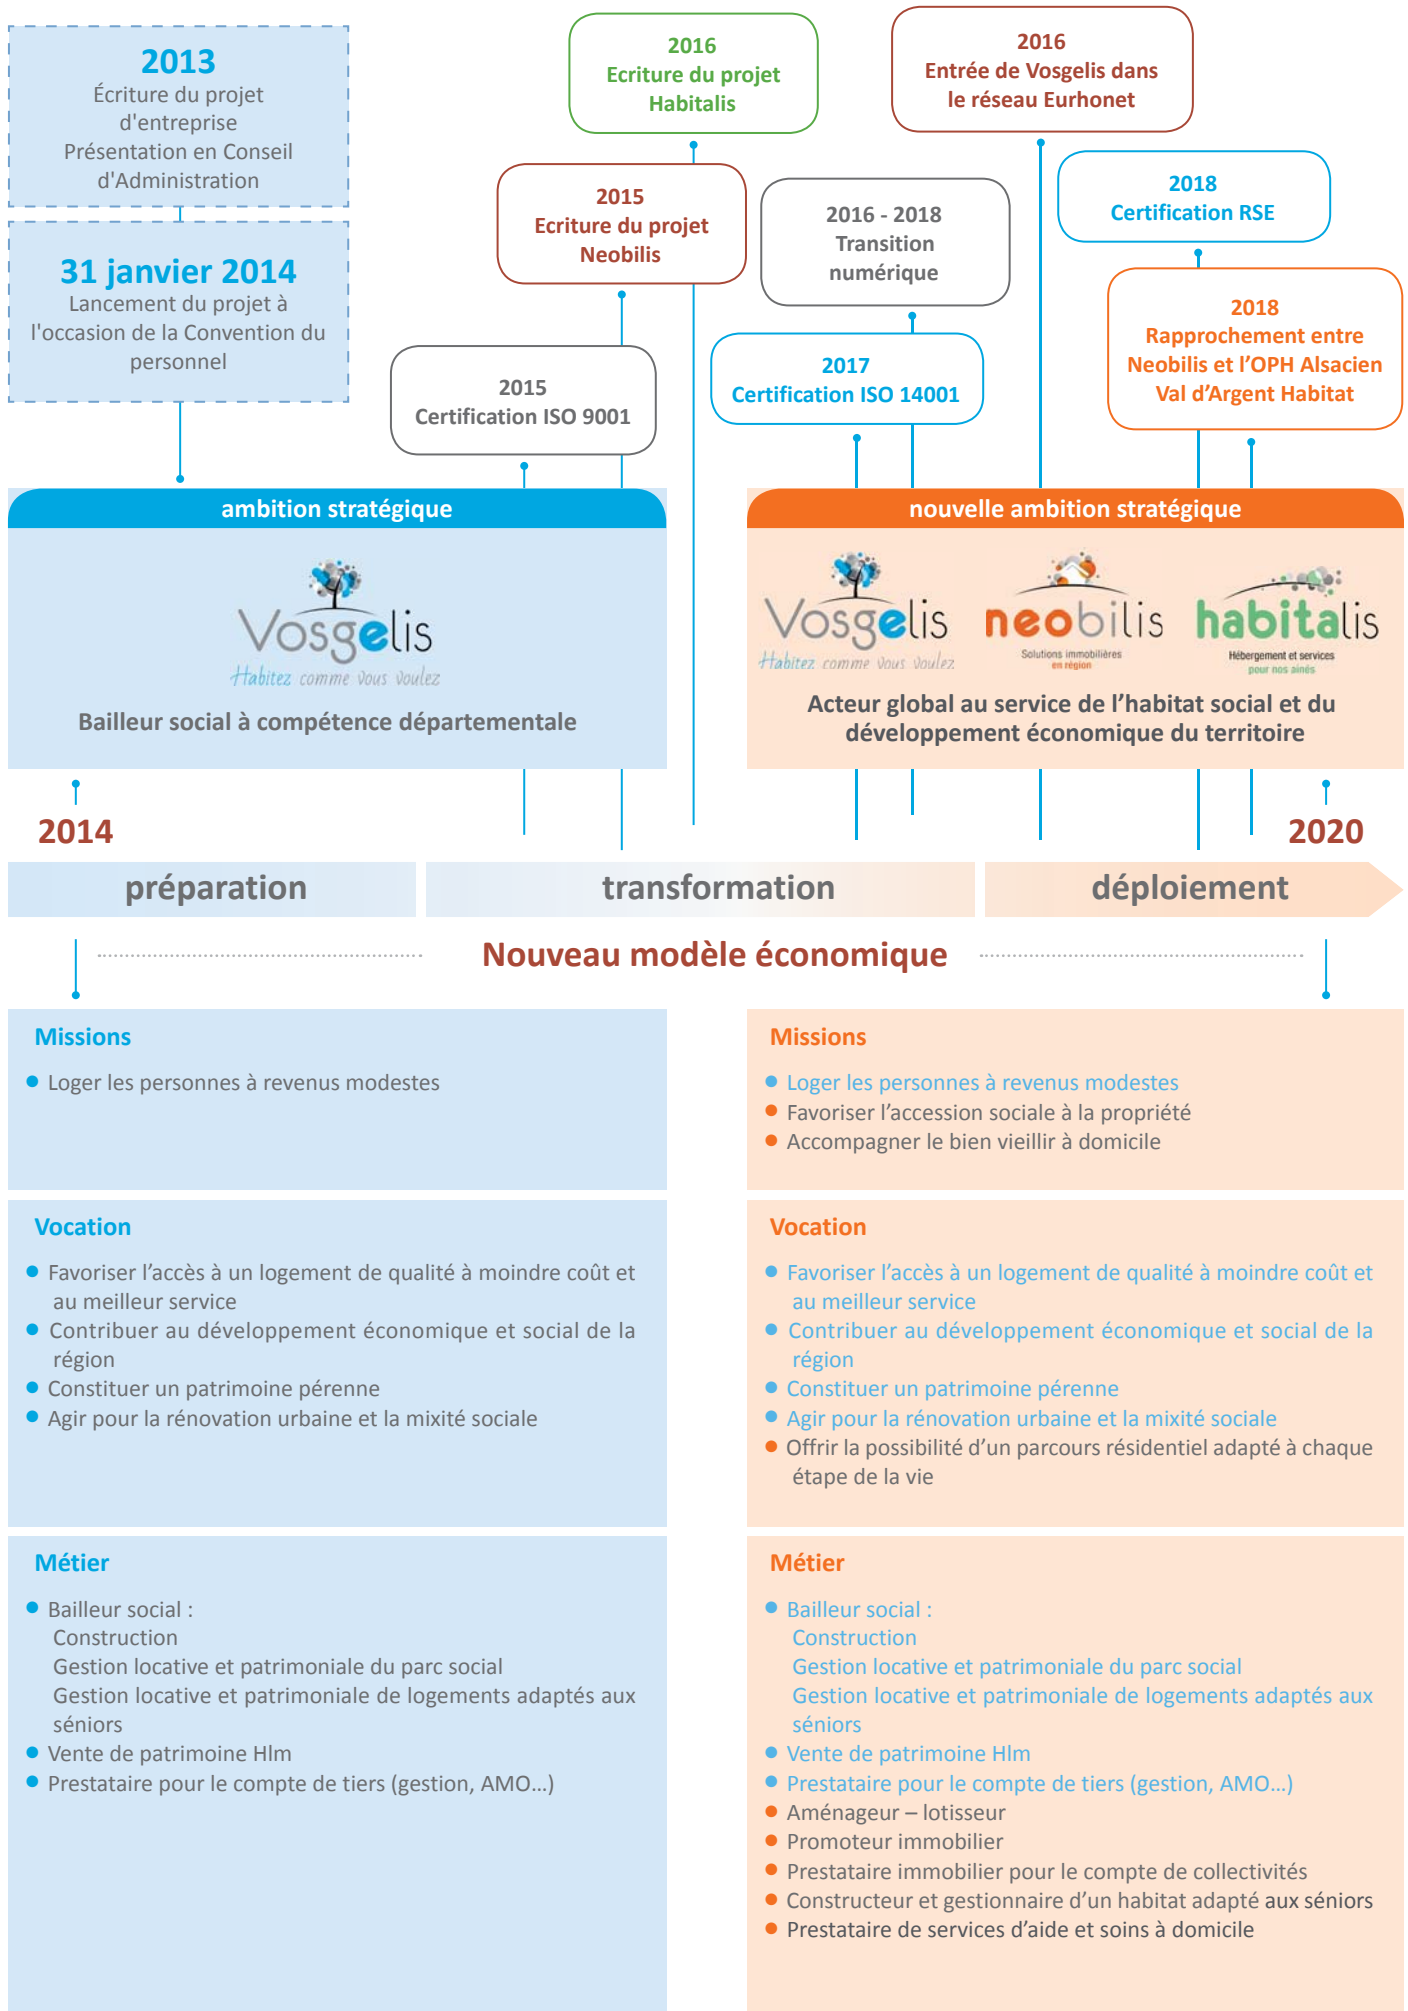 2013
Écriture du projet
d'entreprise
Présentation en Conseil
d'Administration
31 janvier 2014
Lancement du projet à
l'occasion de la Convention du
personnel
2016
Ecriture du projet
Habitalis
2016
Entrée de Vosgelis dans
le réseau Eurhonet
2015
Ecriture du projet
Neobilis
2016 - 2018
Transition
numérique
2018
Certification RSE
2015
Certification ISO 9001
2017
Certification ISO 14001
2018
Rapprochement entre
Neobilis et l’OPH Alsacien
Val d’Argent Habitat
ambition stratégique
Vosgelis
Habitez comme vous voulez
Bailleur social à compétence départementale
nouvelle ambition stratégique
Vosgelis
Habitez comme vous voulez
neobilis
Solutions immobilières
en région
habitalis
Hébergement et services
pour nos ainés
Acteur global au service de l’habitat social et du
développement économique du territoire
2014
2020
préparation
transformation
déploiement
Nouveau modèle économique
Missions
● Loger les personnes à revenus modestes
Vocation
● Favoriser l’accès à un logement de qualité à moindre coût et
au meilleur service
● Contribuer au développement économique et social de la
région
● Constituer un patrimoine pérenne
● Agir pour la rénovation urbaine et la mixité sociale
Métier
● Bailleur social :
Construction
Gestion locative et patrimoniale du parc social
Gestion locative et patrimoniale de logements adaptés aux
séniors
● Vente de patrimoine Hlm
● Prestataire pour le compte de tiers (gestion, AMO…)
Missions
● Loger les personnes à revenus modestes
● Favoriser l’accession sociale à la propriété
● Accompagner le bien vieillir à domicile
Vocation
● Favoriser l’accès à un logement de qualité à moindre coût et
au meilleur service
● Contribuer au développement économique et social de la
région
● Constituer un patrimoine pérenne
● Agir pour la rénovation urbaine et la mixité sociale
● Offrir la possibilité d’un parcours résidentiel adapté à chaque
étape de la vie
Métier
● Bailleur social :
Construction
Gestion locative et patrimoniale du parc social
Gestion locative et patrimoniale de logements adaptés aux
séniors
● Vente de patrimoine Hlm
● Prestataire pour le compte de tiers (gestion, AMO…)
● Aménageur – lotisseur
● Promoteur immobilier
● Prestataire immobilier pour le compte de collectivités
● Constructeur et gestionnaire d’un habitat adapté aux séniors
● Prestataire de services d’aide et soins à domicile